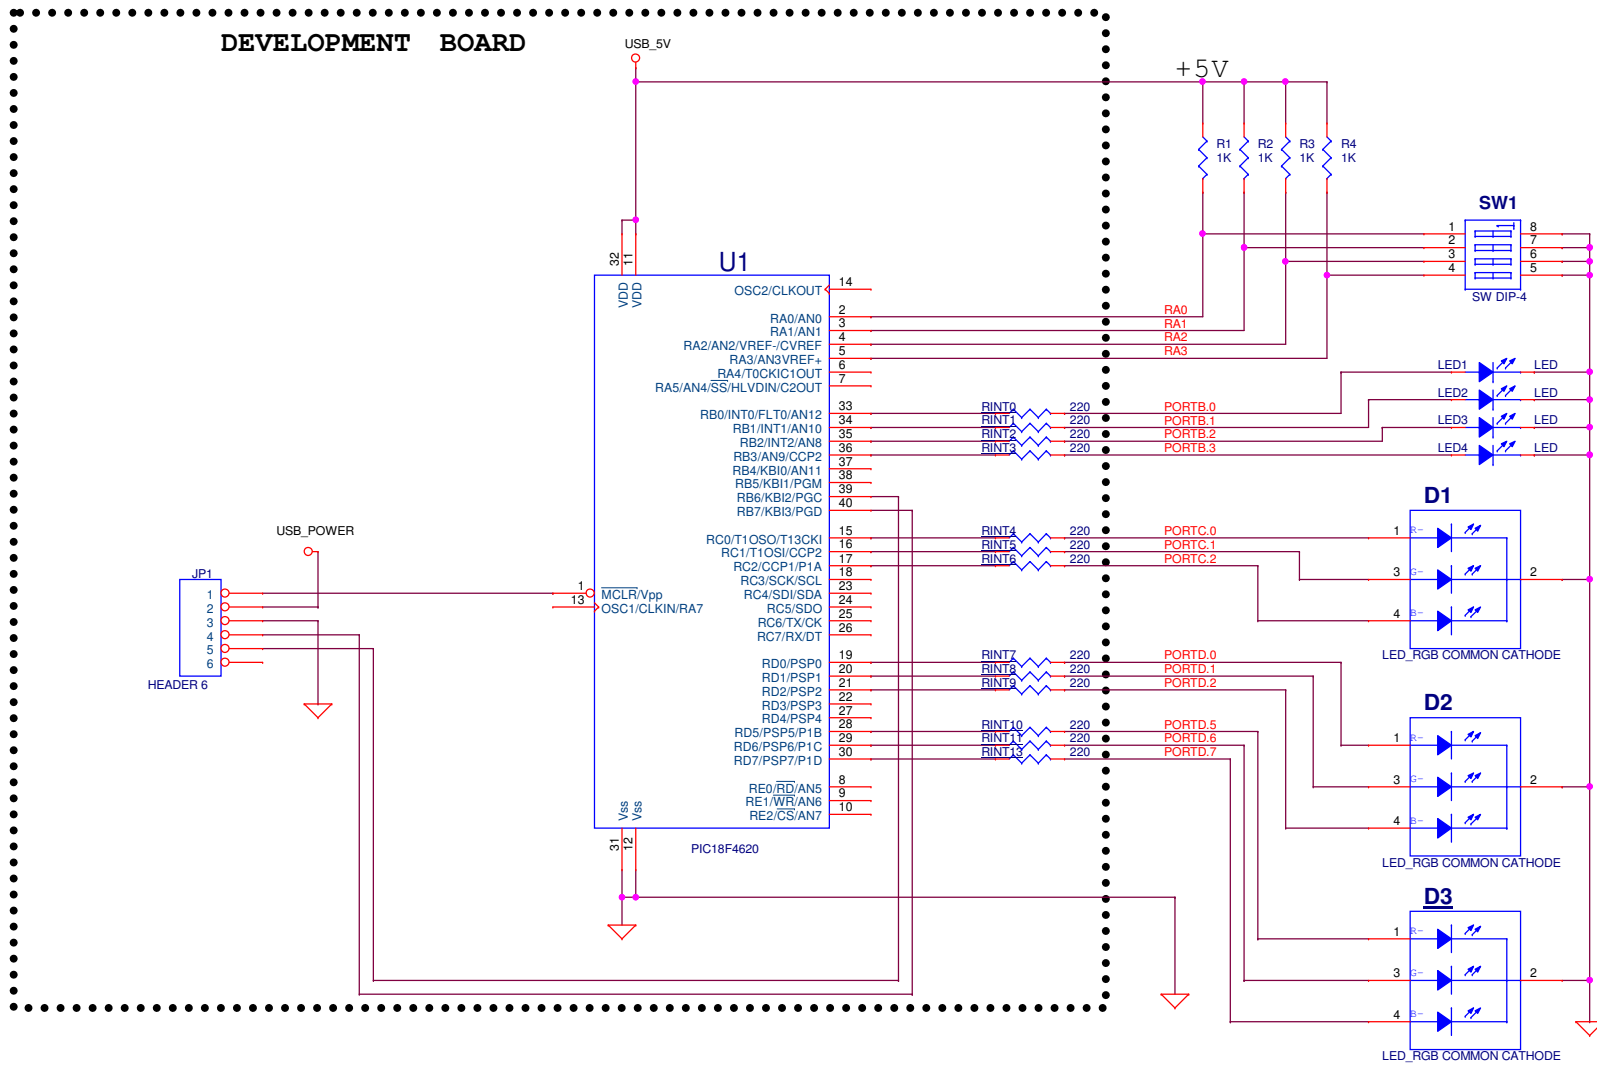 DEVELOPMENT BOARD
USB_5V
+5V
R1 1K
R2 1K
R3 1K
R4 1K
SW1
1 8
2 7
3 6
4 5
SW DIP-4
U1
32 11
VDD VDD
OSC2/CLKOUT 14
RA0/AN0 2 RA0
RA1/AN1 3 RA1
RA2/AN2/VREF-/CVREF 4 RA2
RA3/AN3VREF+ 5 RA3
RA4/T0CKIC1OUT 6
RA5/AN4/SS/HLVDIN/C2OUT 7
LED1 LED
LED2 LED
LED3 LED
LED4 LED
RB0/INT0/FLT0/AN12 33 RINT0 220 PORTB.0
RB1/INT1/AN10 34 RINT1 220 PORTB.1
RB2/INT2/AN8 35 RINT2 220 PORTB.2
RB3/AN9/CCP2 36 RINT3 220 PORTB.3
RB4/KBI0/AN11 37
RB5/KBI1/PGM 38
RB6/KBI2/PGC 39
RB7/KBI3/PGD 40
RC0/T1OSO/T13CKI 15 RINT4 220 PORTC.0
RC1/T1OSI/CCP2 16 RINT5 220 PORTC.1
RC2/CCP1/P1A 17 RINT6 220 PORTC.2
RC3/SCK/SCL 18
RC4/SDI/SDA 23
RC5/SDO 24
RC6/TX/CK 25
RC7/RX/DT 26
D1
1 R-
3 G- 2
4 B-
LED_RGB COMMON CATHODE
USB_POWER
JP1
1
2
3
4
5
6
HEADER 6
1 MCLR/Vpp
13 OSC1/CLKIN/RA7
RD0/PSP0 19 RINT7 220 PORTD.0
RD1/PSP1 20 RINT8 220 PORTD.1
RD2/PSP2 21 RINT9 220 PORTD.2
RD3/PSP3 22
RD4/PSP4 27
RD5/PSP5/P1B 28 RINT10 220 PORTD.5
RD6/PSP6/P1C 29 RINT11 220 PORTD.6
RD7/PSP7/P1D 30 RINT13 220 PORTD.7
RE0/RD/AN5 8
RE1/WR/AN6 9
RE2/CS/AN7 10
Vss Vss
31 12
PIC18F4620
D2
1 R-
3 G- 2
4 B-
LED_RGB COMMON CATHODE
D3
1 R-
3 G- 2
4 B-
LED_RGB COMMON CATHODE